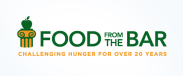 FOOD FROM THE BAR
CHALLENGING HUNGER FOR OVER 20 YEARS